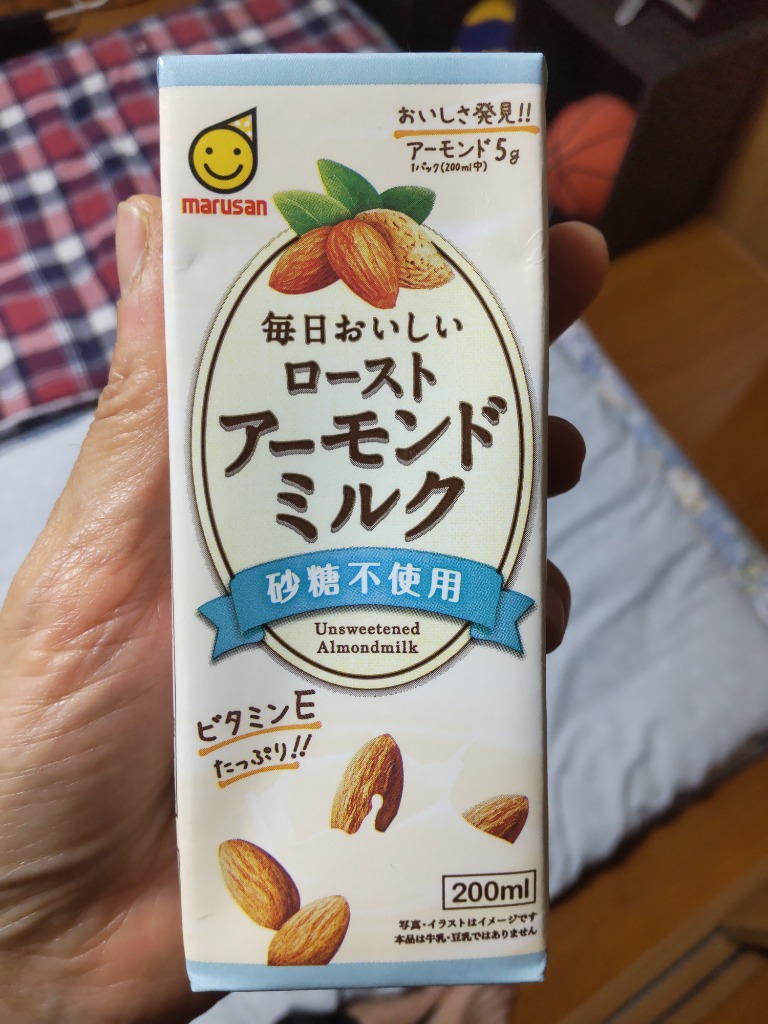 marusan
おいしさ発見!!
アーモンド5g
1パック(200ml中)
毎日おいしい
ロースト
アーモンド
ミルク
砂糖不使用
Unsweetened
Almondmilk
ビタミンE
たっぷり!!
200ml
写真・イラストはイメージです
本品は牛乳・豆乳ではありません